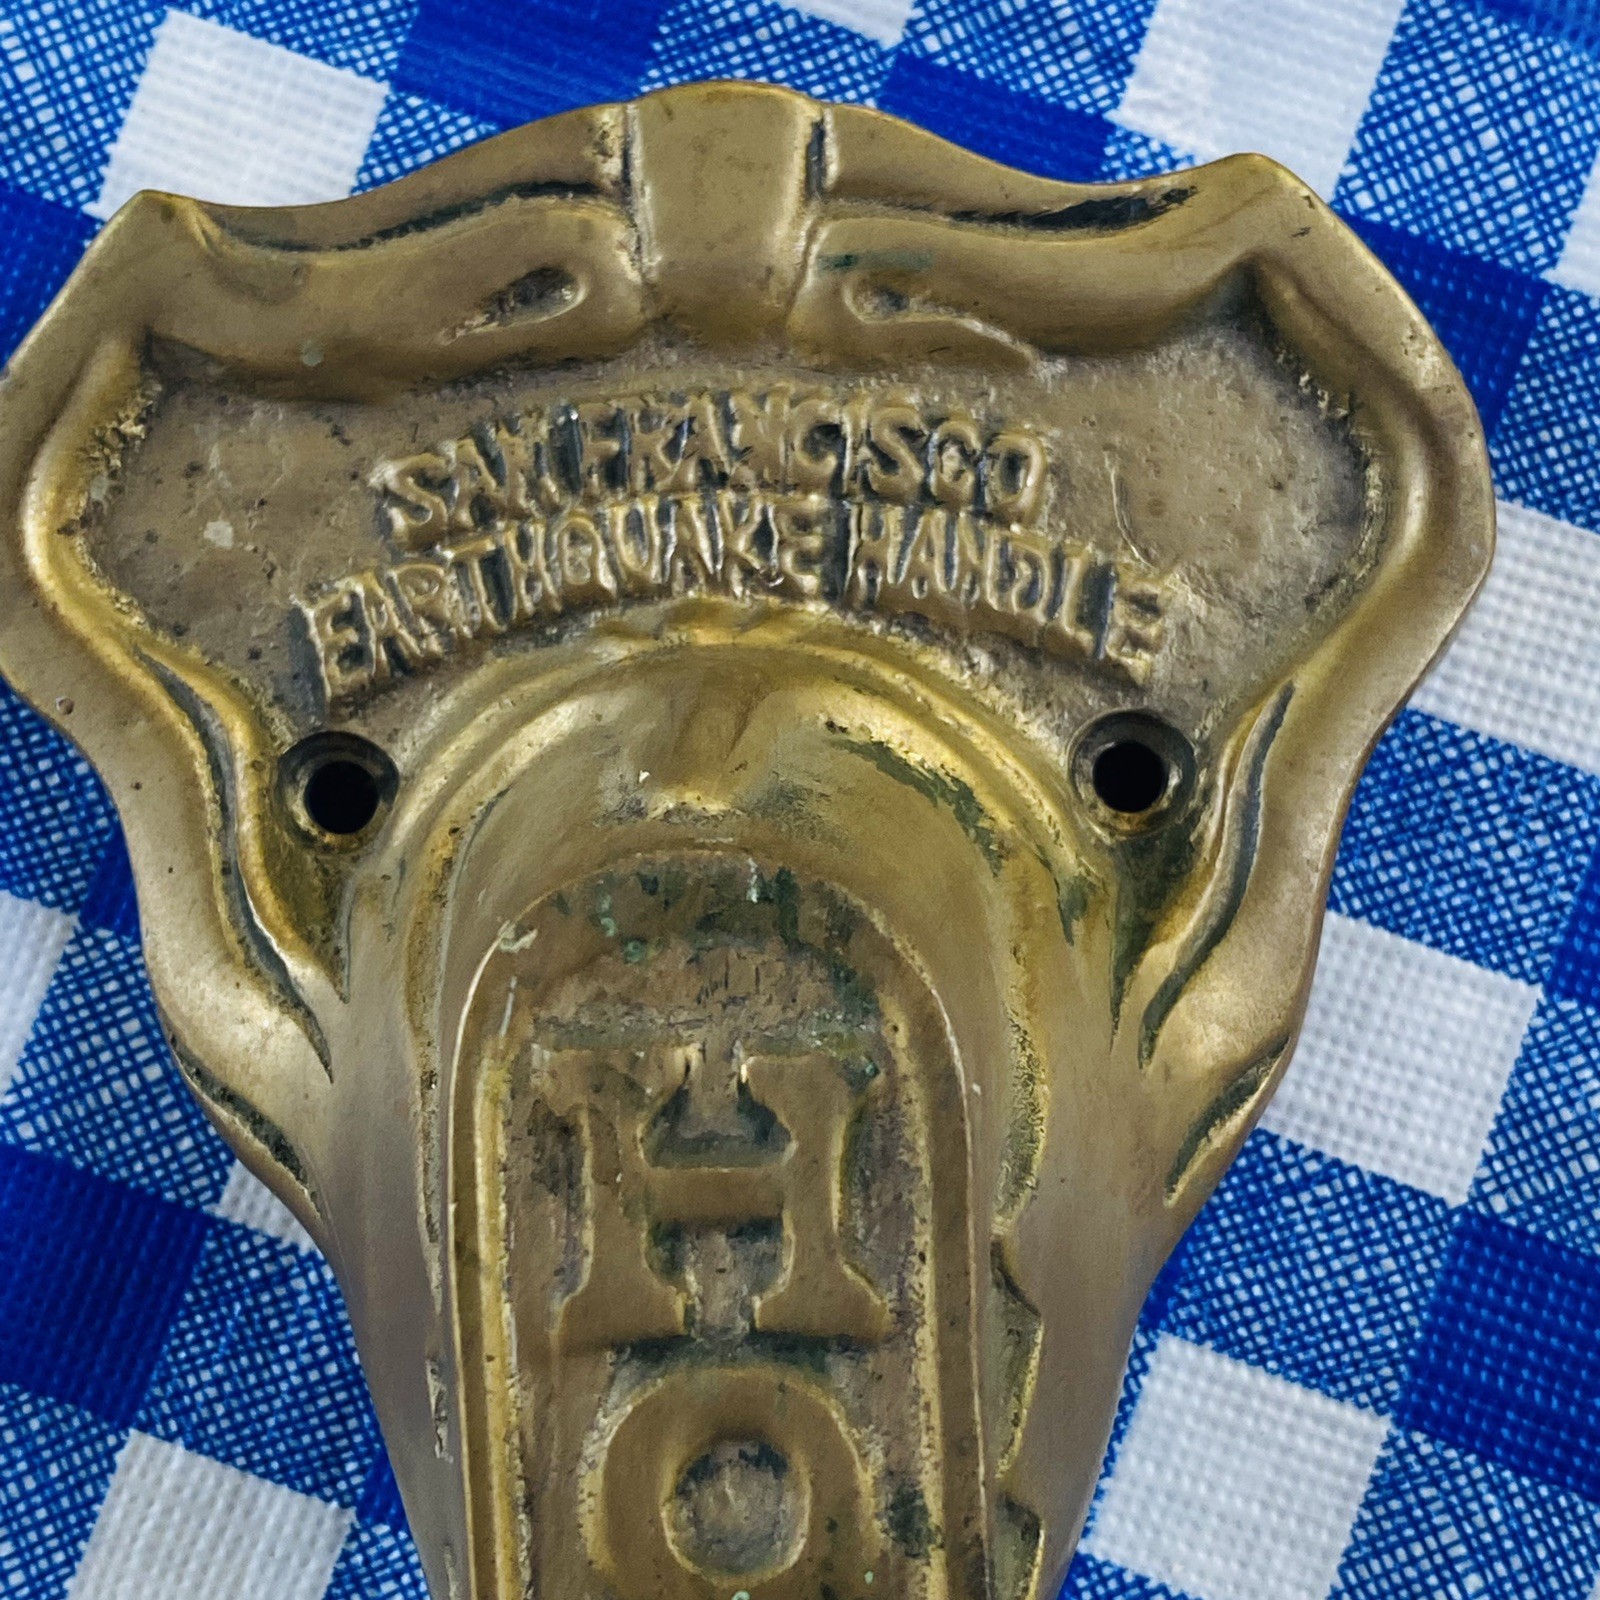 SAN FRANCISCO
EARTHQUAKE HANDLE
H
O